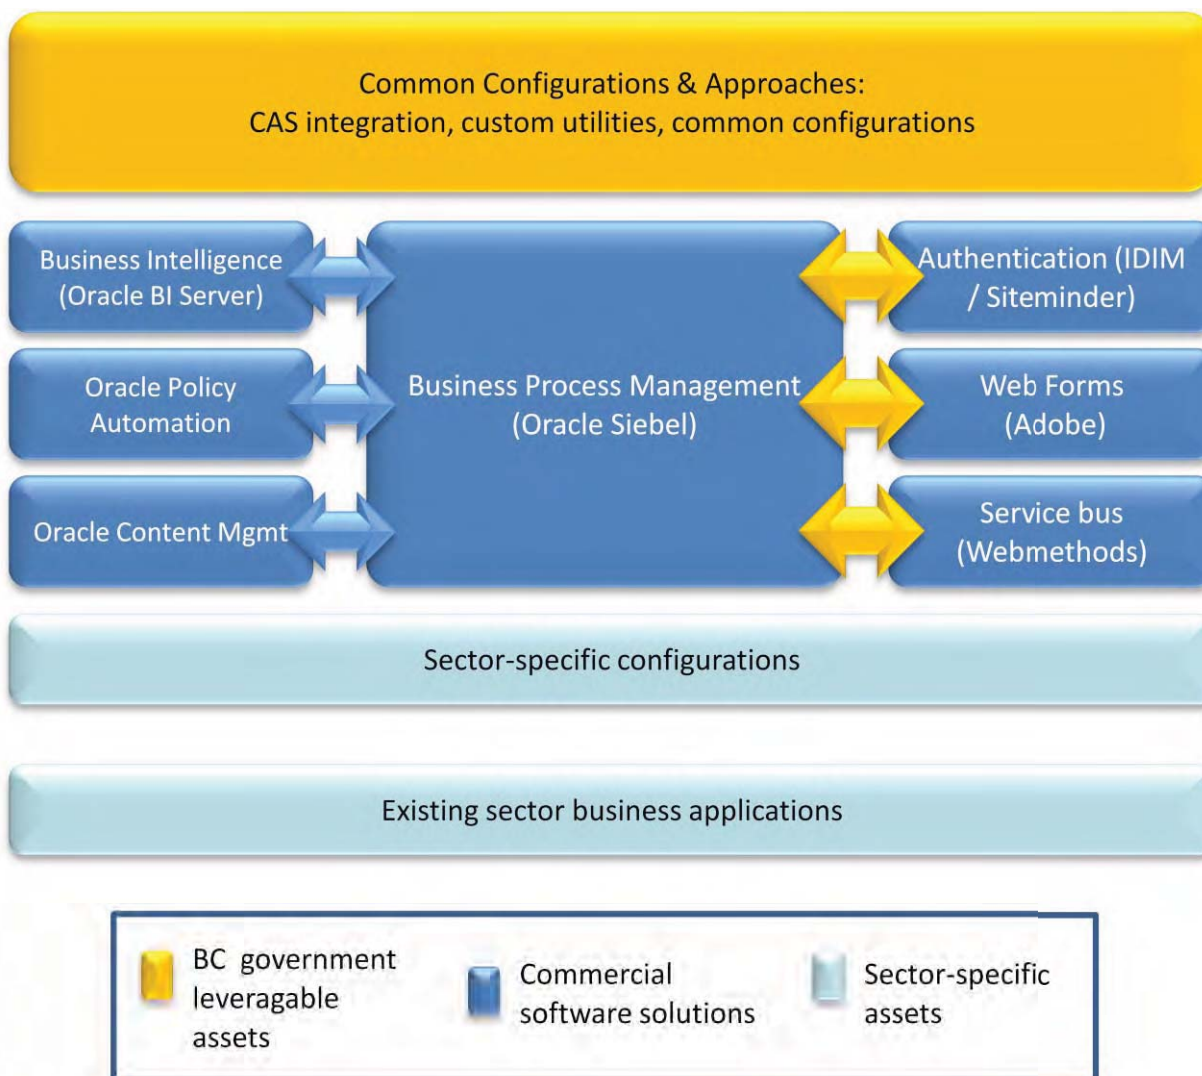 Common Configurations & Approaches:
CAS integration, custom utilities, common configurations
Business Intelligence
(Oracle BI Server)
Oracle Policy
Automation
Oracle Content Mgmt
Business Process Management
(Oracle Siebel)
Authentication (IDIM
/ Siteminder)
Web Forms
(Adobe)
Service bus
(Webmethods)
Sector-specific configurations
Existing sector business applications
BC government
leveragable
assets
Commercial
software solutions
Sector-specific
assets